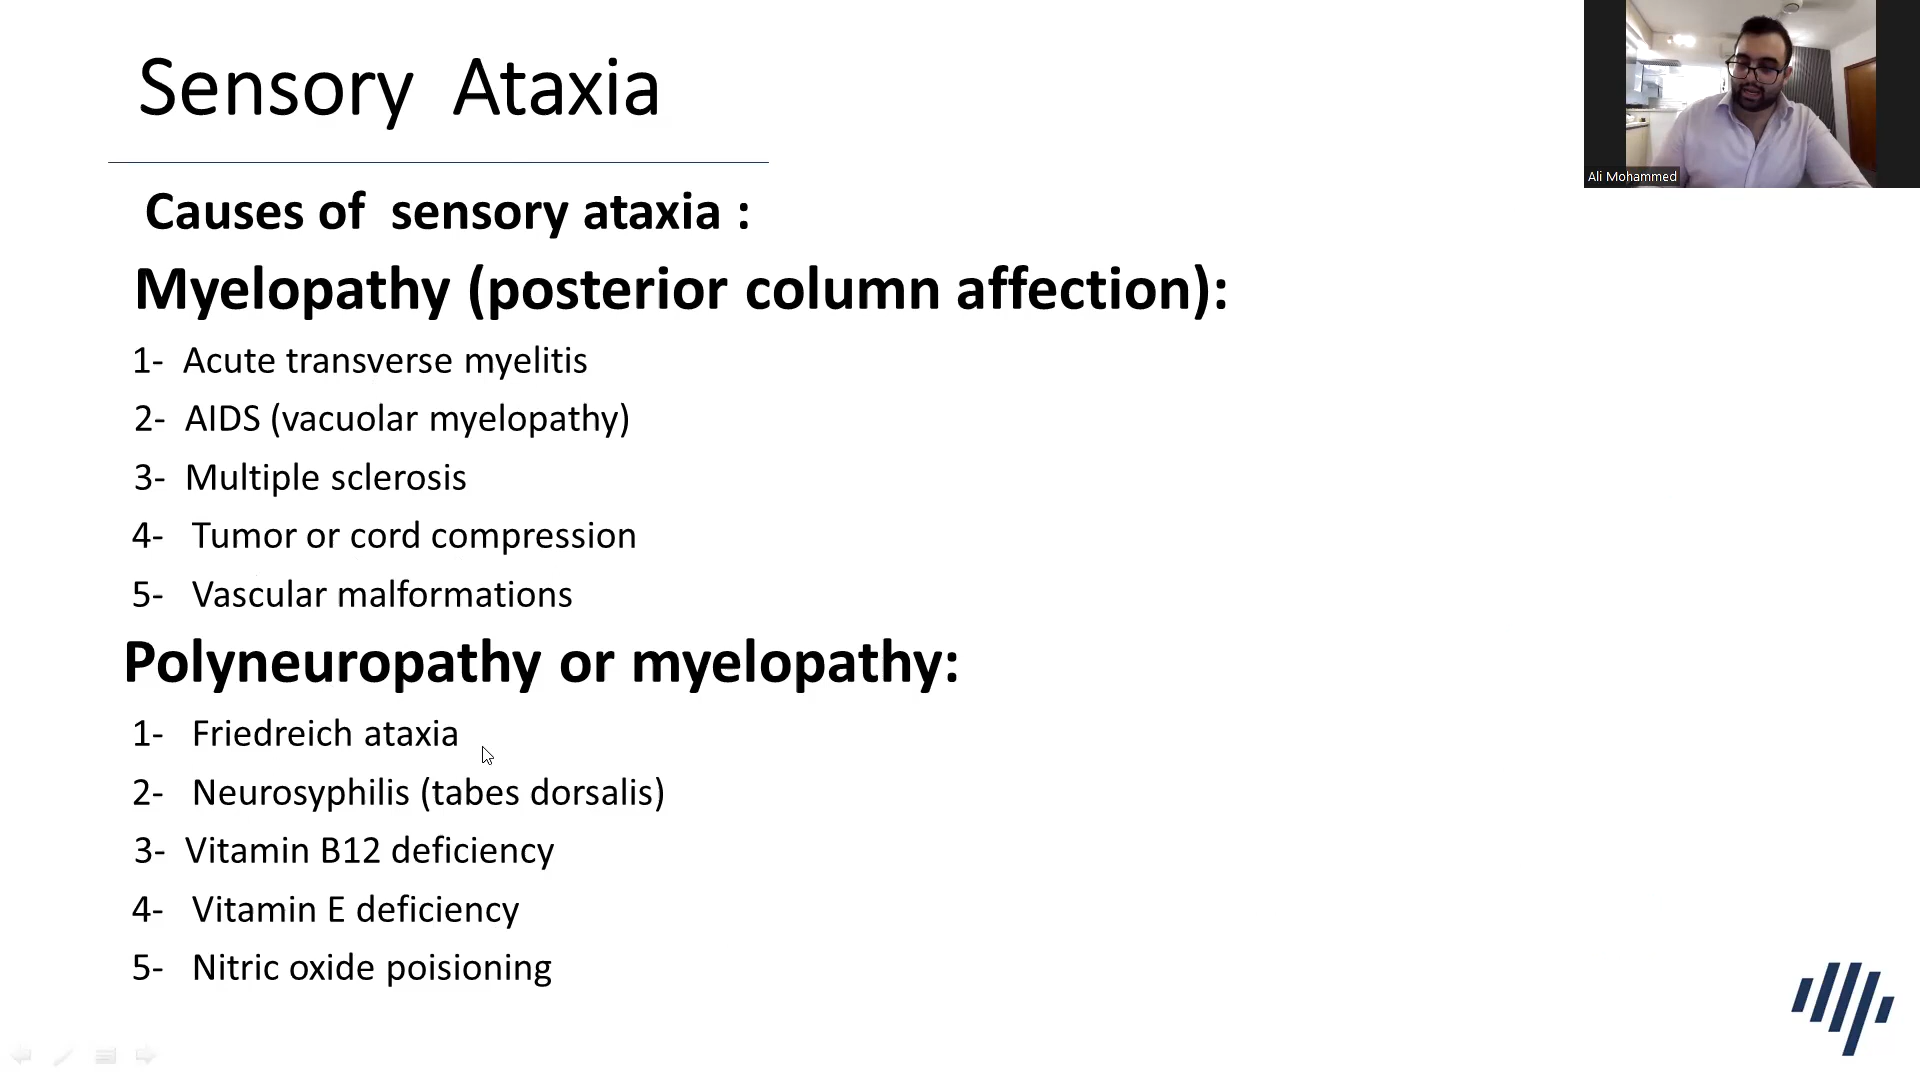 Sensory Ataxia
Ali Mohammed
Causes of sensory ataxia :
Myelopathy (posterior column affection):
1- Acute transverse myelitis
2- AIDS (vacuolar myelopathy)
3- Multiple sclerosis
4- Tumor or cord compression
5- Vascular malformations
Polyneuropathy or myelopathy:
1- Friedreich ataxia
2- Neurosyphilis (tabes dorsalis)
3- Vitamin B12 deficiency
4- Vitamin E deficiency
5- Nitric oxide poisioning